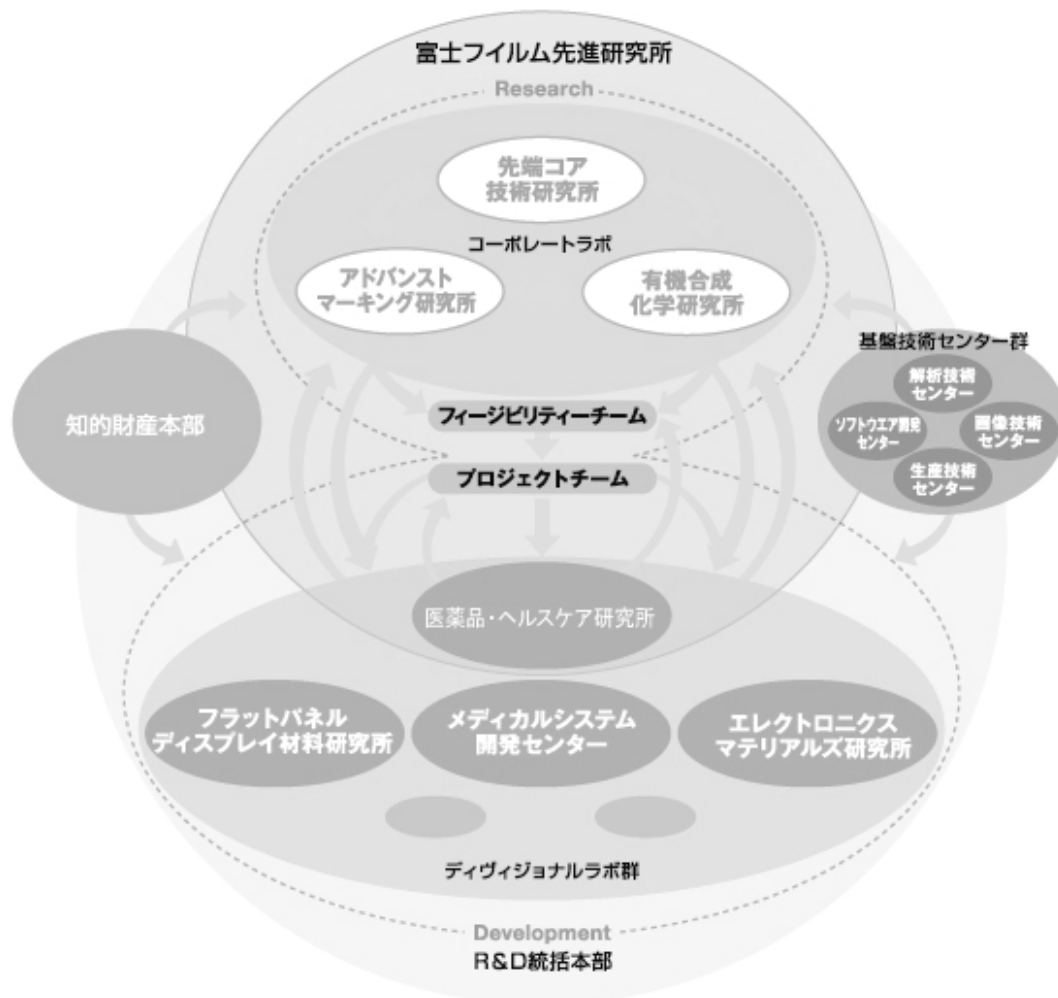 富士フイルム先進研究所
Research
先端コア
技術研究所
コーポレートラボ
アドバンスト
マーキング研究所
有機合成
化学研究所
知的財産本部
基盤技術センター群
解析技術
センター
ソフトウエア開発
センター
画像技術
センター
生産技術
センター
フィージビリティーチーム
プロジェクトチーム
医薬品・ヘルスケア研究所
フラットパネル
ディスプレイ材料研究所
メディカルシステム
開発センター
エレクトロニクス
マテリアルズ研究所
ディヴィジョナルラボ群
Development
R&D統括本部